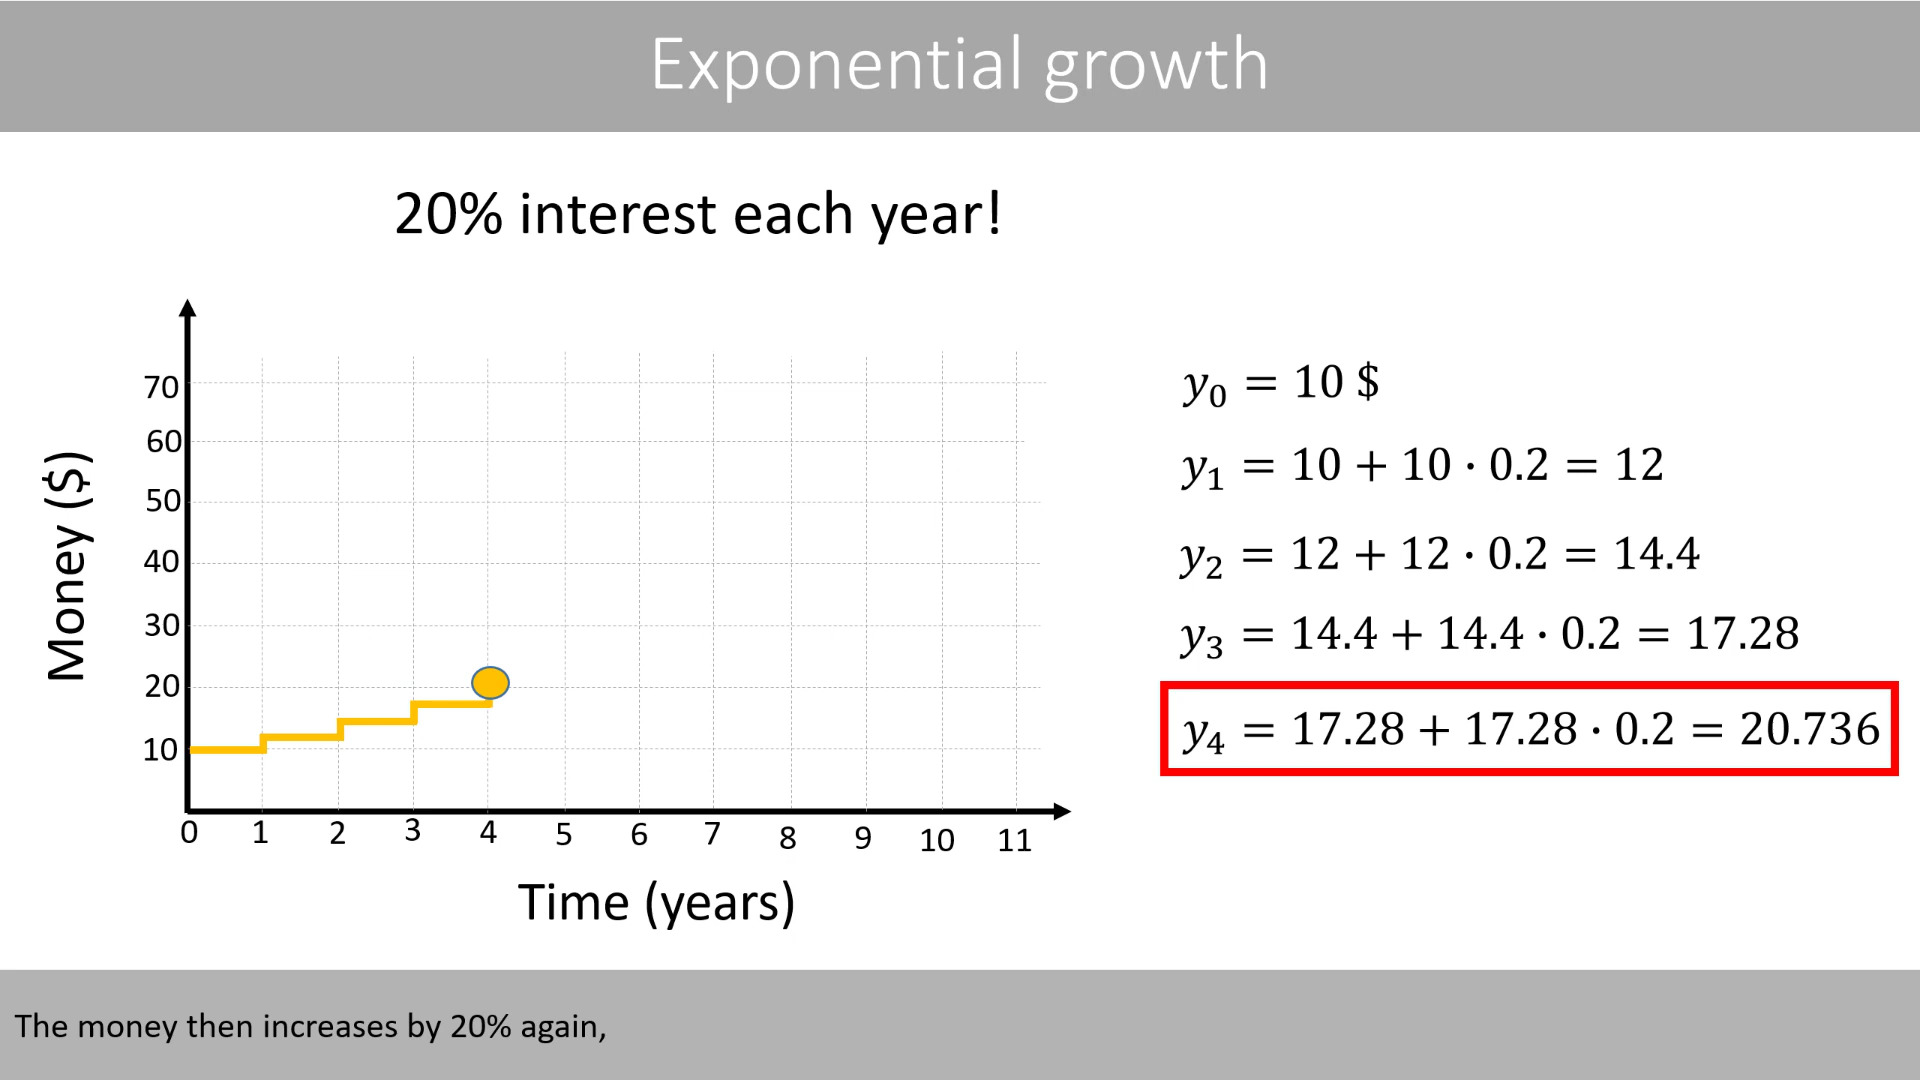 Exponential growth
20% interest each year!
Money ($)
70
60
50
40
30
20
10
0 1 2 3 4 5 6 7 8 9 10 11
Time (years)
y₀ = 10 $
y₁ = 10 + 10 · 0.2 = 12
y₂ = 12 + 12 · 0.2 = 14.4
y₃ = 14.4 + 14.4 · 0.2 = 17.28
y₄ = 17.28 + 17.28 · 0.2 = 20.736
The money then increases by 20% again,